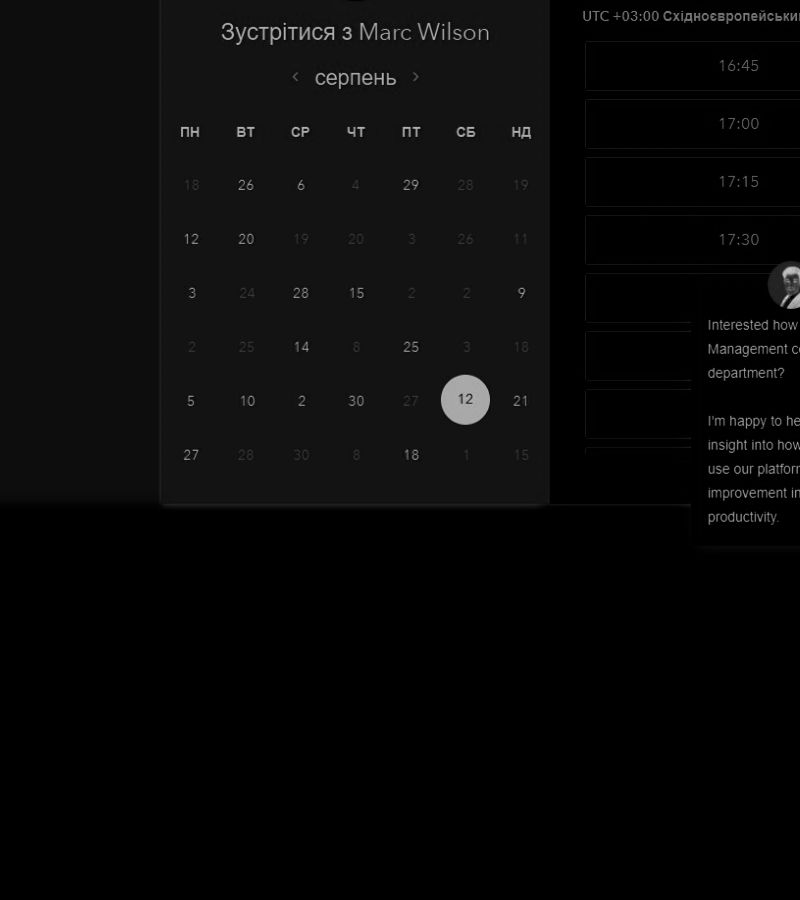 Зустрітися з Marc Wilson
серпень
ПН ВТ СР ЧТ ПТ СБ НД
18 26 6 4 29 28 19
12 20 19 20 3 26 11
3 24 28 15 2 2 9
2 25 14 8 25 3 18
5 10 2 30 27 12 21
27 28 30 8 18 1 15
UTC +03:00 Східноєвропейський
16:45
17:00
17:15
17:30
Interested how
Management
department?
I'm happy to
insight into how
use our
improvement in
productivity.